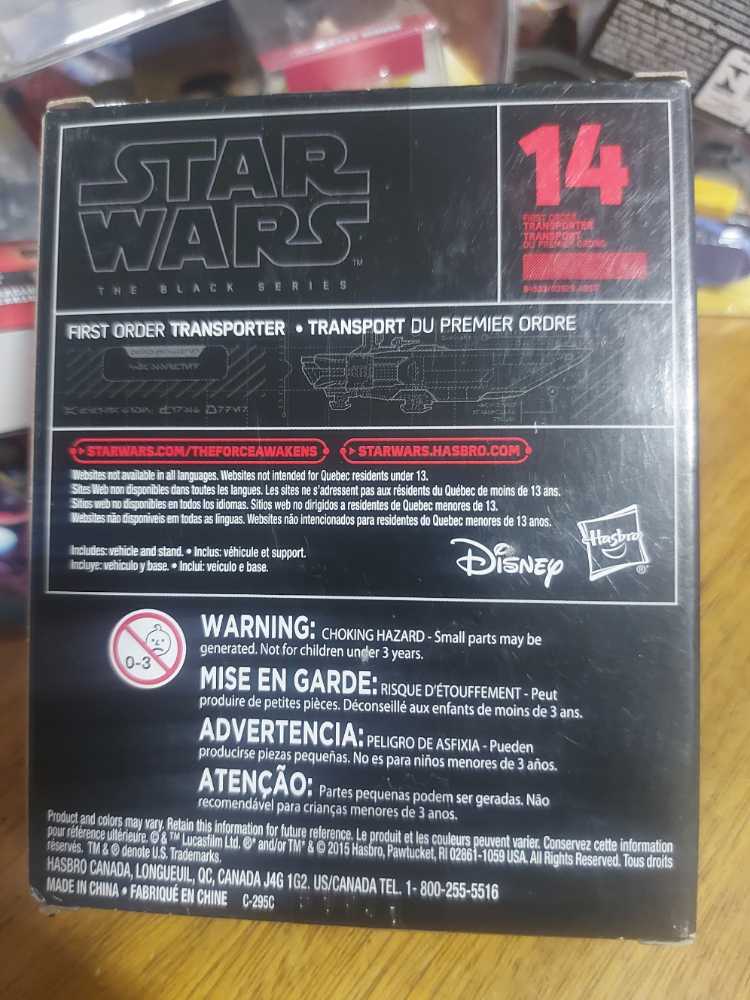 STAR
WARS™
THE BLACK SERIES
14
FIRST ORDER
TRANSPORTER
TRANSPORT
DU PREMIER ORDRE
FIRST ORDER TRANSPORTER • TRANSPORT DU PREMIER ORDRE
STARWARS.COM/THEFORCEAWAKENS STARWARS.HASBRO.COM
Websites not available in all languages. Websites not intended for Quebec residents under 13.
Sites Web non disponibles dans toutes les langues. Les sites ne s'adressent pas aux résidents du Québec de moins de 13 ans.
Sitios web no disponibles en todos los idiomas. Sitios web no dirigidos a residentes de Quebec menores de 13.
Websites não disponíveis em todas as línguas. Websites não intencionados para residentes do Quebec menores de 13 anos.
Includes: vehicle and stand. • Inclus: véhicule et support.
Incluye: vehículo y base. • Inclui: veículo e base.
Disney
Hasbro®
0-3
WARNING: CHOKING HAZARD - Small parts may be
generated. Not for children under 3 years.
MISE EN GARDE: RISQUE D'ÉTOUFFEMENT - Peut
produire de petites pièces. Déconseillé aux enfants de moins de 3 ans.
ADVERTENCIA: PELIGRO DE ASFIXIA - Pueden
producirse piezas pequeñas. No es para niños menores de 3 años.
ATENÇÃO: Partes pequenas podem ser geradas. Não
recomendável para crianças menores de 3 anos.
Product and colors may vary. Retain this information for future reference. Le produit et les couleurs peuvent varier. Conservez cette information
pour référence ultérieure. © & ™ Lucasfilm Ltd. ®* and/or TM* & © 2015 Hasbro, Pawtucket, RI 02861-1059 USA. All Rights Reserved. Tous droits
réservés. TM & ® denote U.S. Trademarks.
HASBRO CANADA, LONGUEUIL, QC, CANADA J4G 1G2. US/CANADA TEL. 1- 800-255-5516
MADE IN CHINA • FABRIQUÉ EN CHINE C-295C